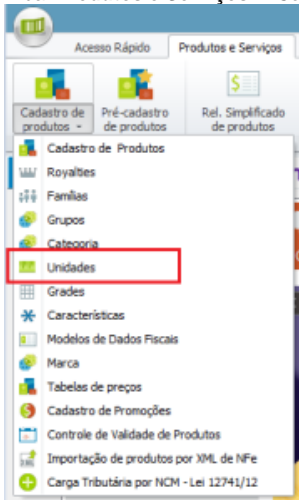 Acesso Rápido
Produtos e Serviços
Cadastro de
produtos
Pré-cadastro
de produtos
Rel. Simplificado
de produtos
Cadastro de Produtos
Royalties
Famílias
Grupos
Categoria
Unidades
Grades
Características
Modelos de Dados Fiscais
Marca
Tabelas de preços
Cadastro de Promoções
Controle de Validade de Produtos
Importação de produtos por XML de NFe
Carga Tributária por NCM - Lei 12741/12